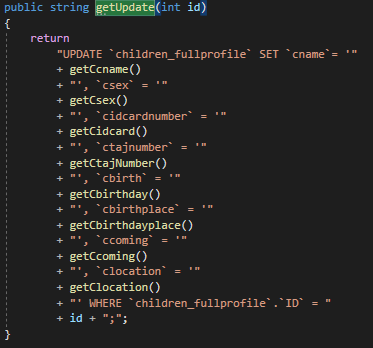 public string getUpdate(int id)
{
return
"UPDATE `children_fullprofile` SET `cname`= '"
+ getCcname()
+ "', `csex` = '"
+ getCsex()
+ "', `cidcardnumber` = '"
+ getCidcard()
+ "', `ctajnumber` = '"
+ getCtajNumber()
+ "', `cbirth` = '"
+ getCbirthday()
+ "', `cbirthplace` = '"
+ getCbirthdayplace()
+ "', `ccoming` = '"
+ getCcoming()
+ "', `clocation` = '"
+ getClocation()
+ "' WHERE `children_fullprofile`.`ID` = "
+ id + ";";
}